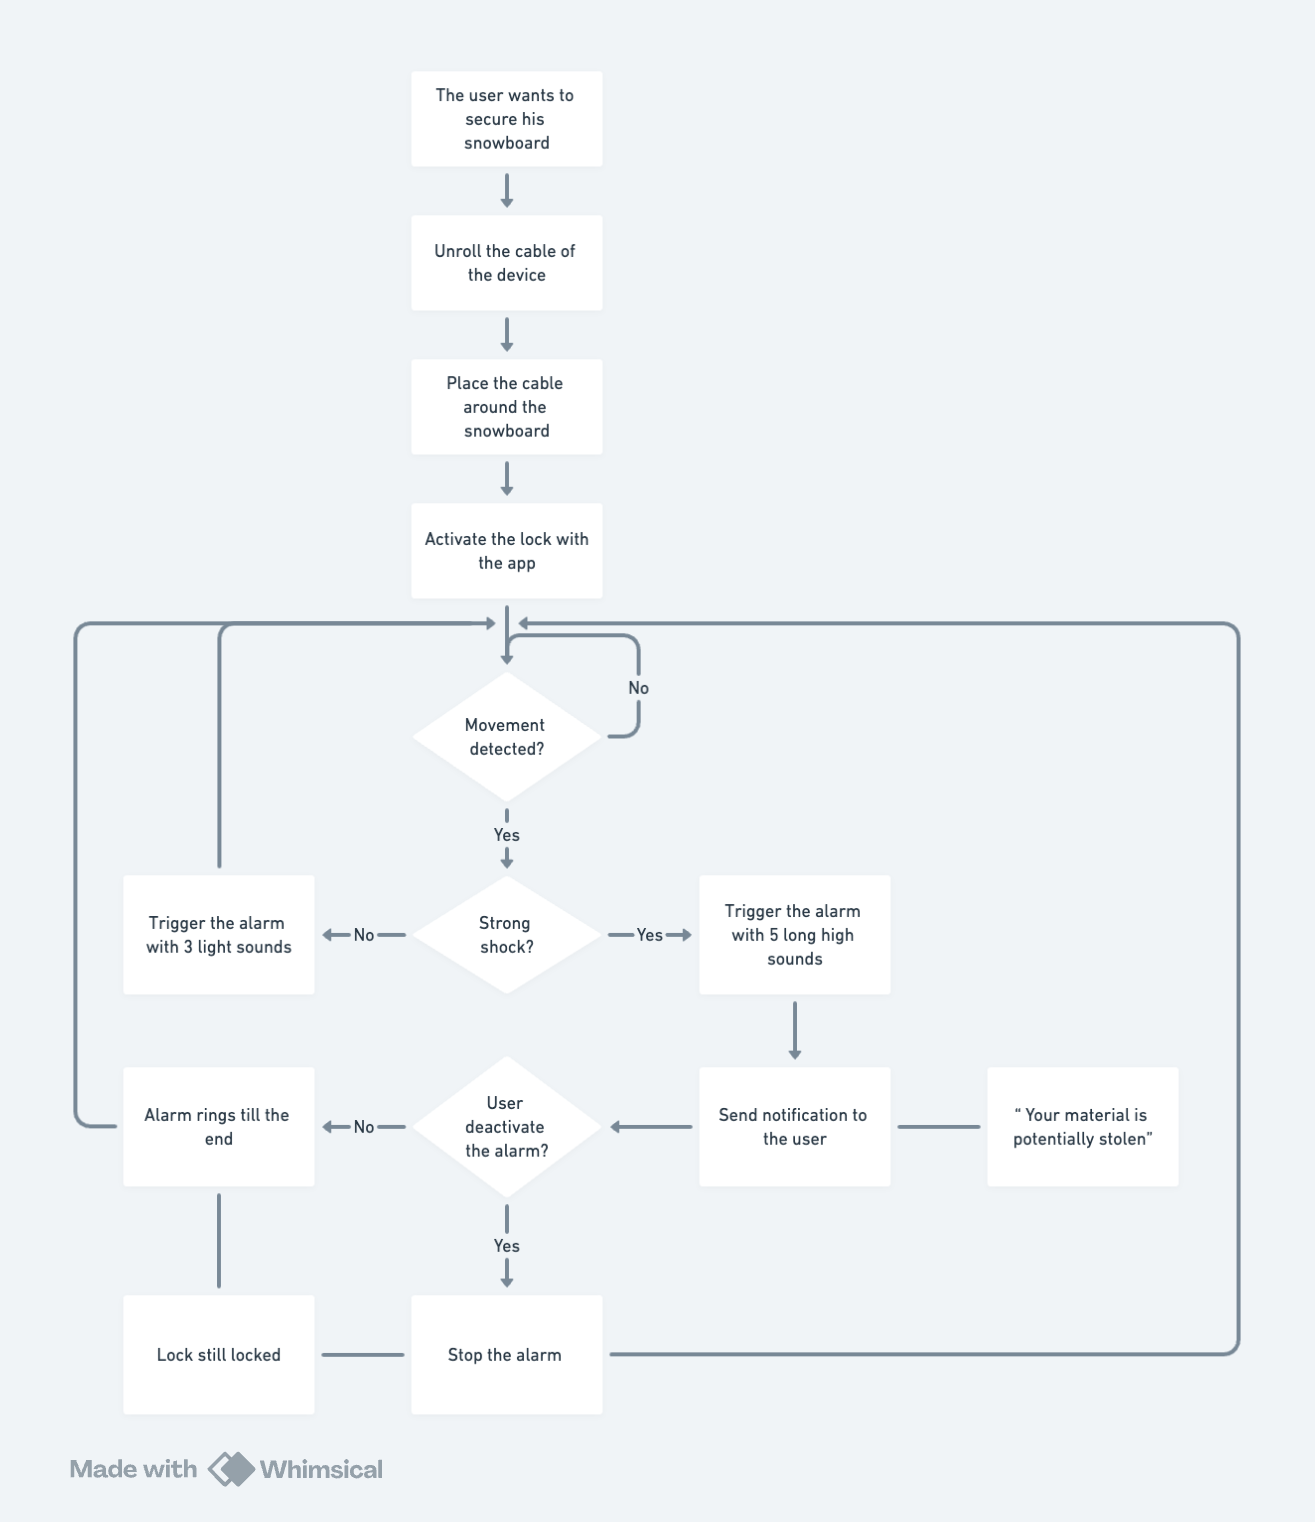 The user wants to
secure his
snowboard
Unroll the cable of
the device
Place the cable
around the
snowboard
Activate the lock with
the app
No
Movement
detected?
Yes
Trigger the alarm
with 3 light sounds
No
Strong
shock?
Yes
Trigger the alarm
with 5 long high
sounds
Alarm rings till the
end
No
User
deactivate
the alarm?
Send notification to
the user
“ Your material is
potentially stolen”
Yes
Lock still locked
Stop the alarm
Made with Whimsical